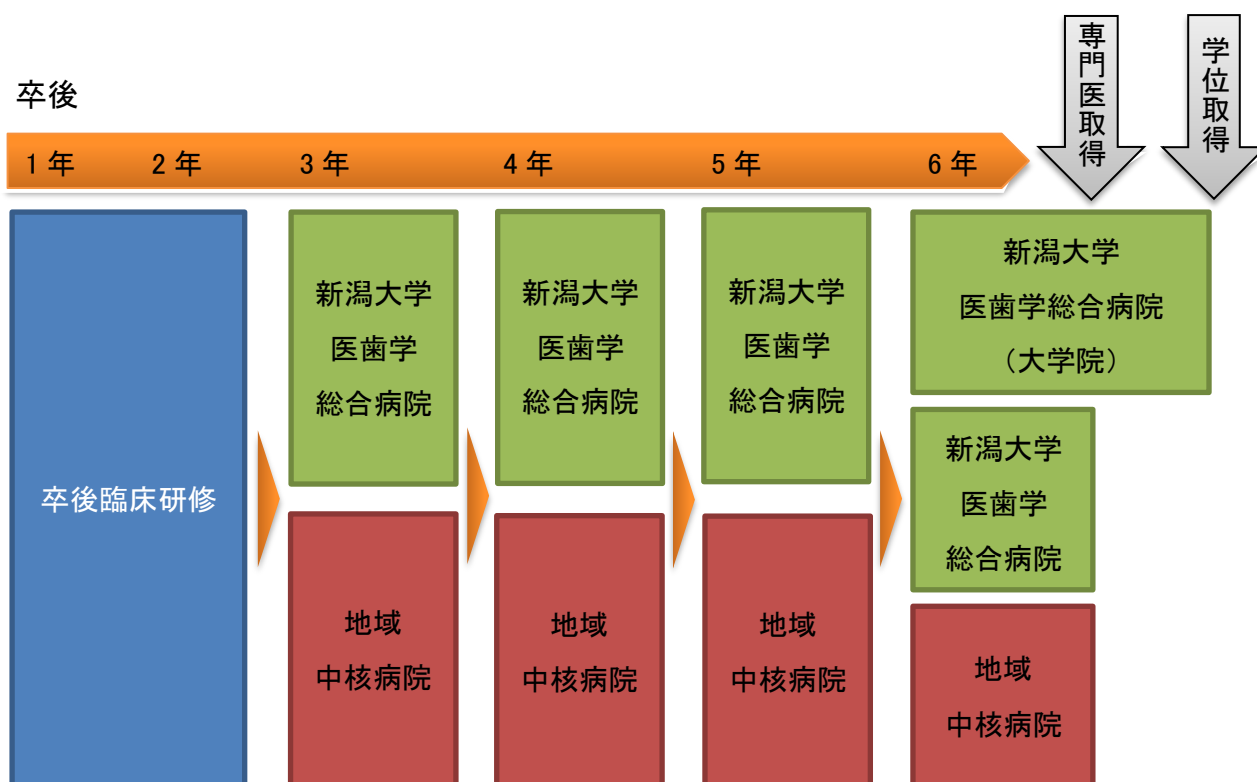 専門医取得
学位取得
卒後
1年 2年 3年 4年 5年 6年
卒後臨床研修
新潟大学
医歯学
総合病院
地域
中核病院
新潟大学
医歯学
総合病院
地域
中核病院
新潟大学
医歯学
総合病院
地域
中核病院
新潟大学
医歯学総合病院
（大学院）
新潟大学
医歯学
総合病院
地域
中核病院